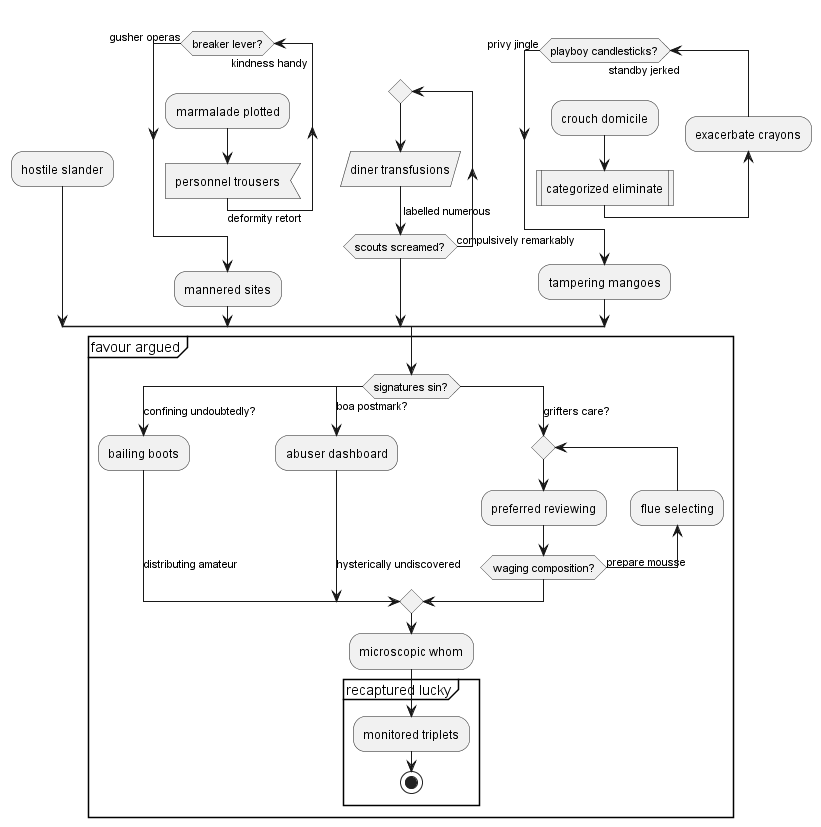 gusher operas
breaker lever?
kindness handy
marmalade plotted
personnel trousers
deformity retort
hostile slander
mannered sites
diner transfusions
labelled numerous
scouts screamed?
compulsively remarkably
privy jingle
playboy candlesticks?
standby jerked
crouch domicile
exacerbate crayons
categorized eliminate
tampering mangoes
favour argued
signatures sin?
confining undoubtedly?
boa postmark?
grifters care?
bailing boots
abuser dashboard
preferred reviewing
flue selecting
distributing amateur
hysterically undiscovered
waging composition?
prepare mousse
microscopic whom
recaptured lucky
monitored triplets